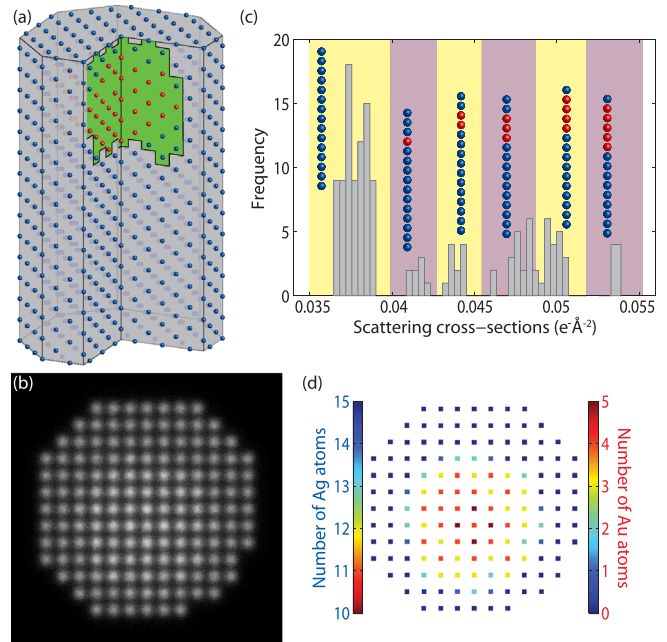 (a)
(c)
20
15
10
5
0
Frequency
0.035
0.04
0.045
0.05
0.055
Scattering cross−sections (e⁻Å⁻²)
(b)
(d)
15
14
13
12
11
10
Number of Ag atoms
5
4
3
2
1
0
Number of Au atoms